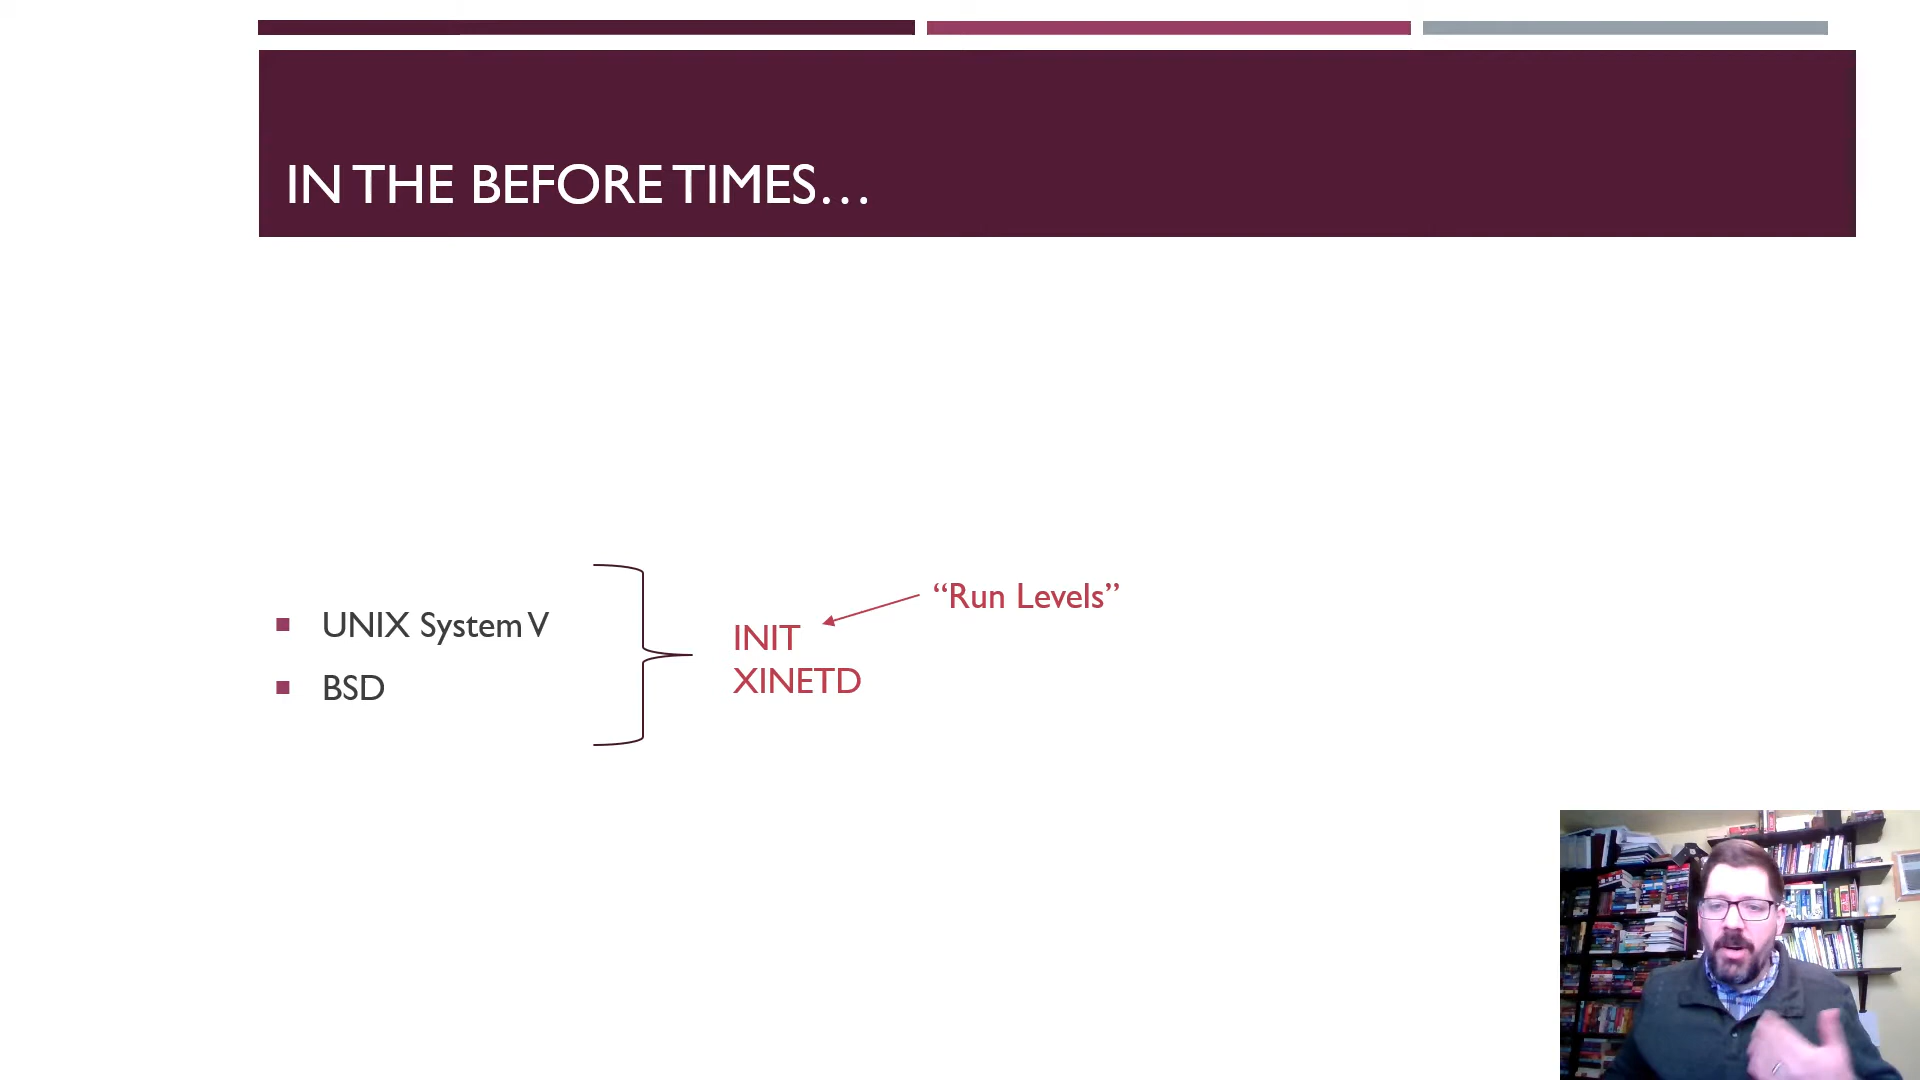 IN THE BEFORE TIMES…
UNIX System V
BSD
“Run Levels”
INIT
XINETD